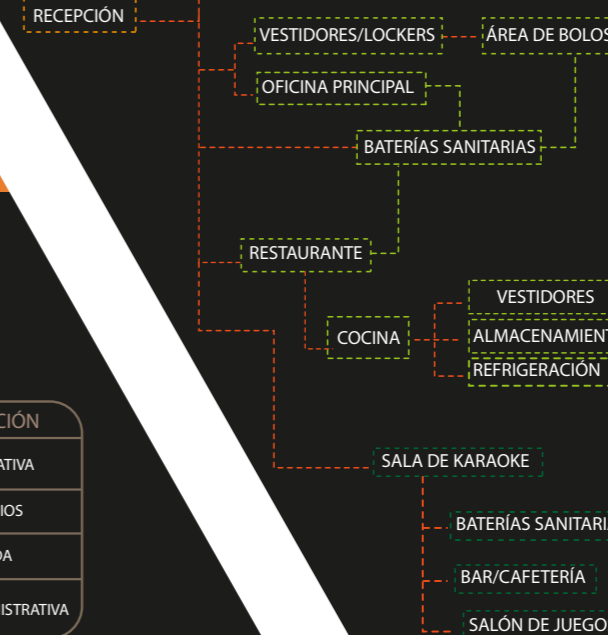 RECEPCIÓN
VESTIDORES/LOCKERS
ÁREA DE BOLOS
OFICINA PRINCIPAL
BATERÍAS SANITARIAS
RESTAURANTE
VESTIDORES
COCINA
ALMACENAMIENT
REFRIGERACIÓN
CIÓN
SALA DE KARAOKE
ATIVA
IOS
BATERÍAS SANITARI
DA
BAR/CAFETERÍA
ISTRATIVA
SALÓN DE JUEGO